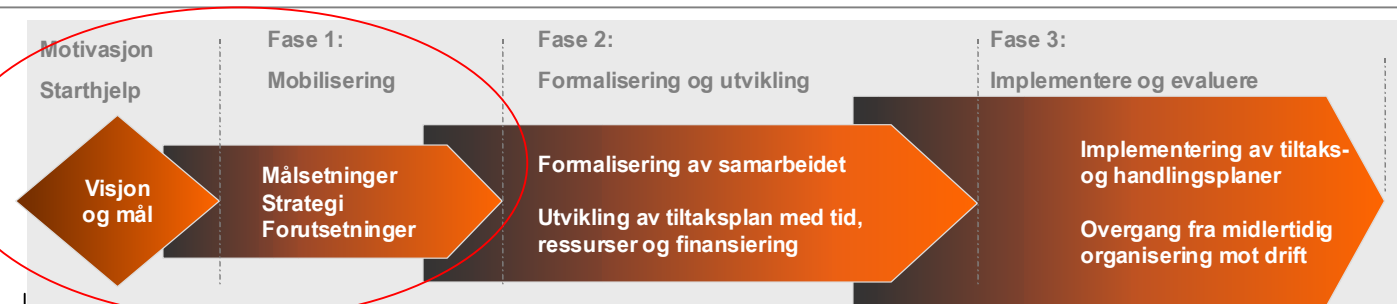 Motivasjon
Starthjelp
Fase 1:
Mobilisering
Fase 2:
Formalisering og utvikling
Fase 3:
Implementere og evaluere
Visjon
og mål
Målsetninger
Strategi
Forutsetninger
Formalisering av samarbeidet
Utvikling av tiltaksplan med tid,
ressurser og finansiering
Implementering av tiltaks-
og handlingsplaner
Overgang fra midlertidig
organisering mot drift